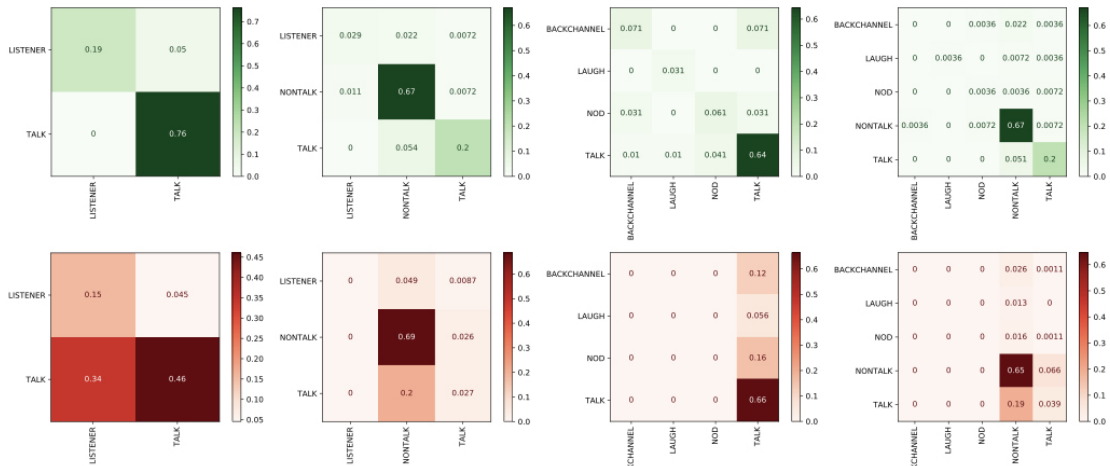 LISTENER 0.19 0.05
TALK 0 0.76
LISTENER TALK
0.7 0.6 0.5 0.4 0.3 0.2 0.1 0.0
LISTENER 0.029 0.022 0.0072
NONTALK 0.011 0.67 0.0072
TALK 0 0.054 0.2
LISTENER NONTALK TALK
0.6 0.5 0.4 0.3 0.2 0.1 0.0
BACKCHANNEL 0.071 0 0 0.071
LAUGH 0 0.031 0 0
NOD 0.031 0 0.061 0.031
TALK 0.01 0.01 0.041 0.64
BACKCHANNEL LAUGH NOD TALK
0.6 0.5 0.4 0.3 0.2 0.1 0.0
BACKCHANNEL 0 0 0.0036 0.022 0.0036
LAUGH 0 0.0036 0 0.0072 0.0036
NOD 0 0 0.0036 0.0036 0.0072
NONTALK 0.0036 0 0.0072 0.67 0.0072
TALK 0 0 0 0.051 0.2
BACKCHANNEL LAUGH NOD NONTALK TALK
0.6 0.5 0.4 0.3 0.2 0.1 0.0
LISTENER 0.15 0.045
TALK 0.34 0.46
LISTENER TALK
0.45 0.40 0.35 0.30 0.25 0.20 0.15 0.10 0.05
LISTENER 0 0.049 0.0087
NONTALK 0 0.69 0.026
TALK 0 0.2 0.027
LISTENER NONTALK TALK
0.6 0.5 0.4 0.3 0.2 0.1 0.0
BACKCHANNEL 0 0 0 0.12
LAUGH 0 0 0 0.056
NOD 0 0 0 0.16
TALK 0 0 0 0.66
BACKCHANNEL LAUGH NOD TALK
0.6 0.5 0.4 0.3 0.2 0.1 0.0
BACKCHANNEL 0 0 0 0.026 0.0011
LAUGH 0 0 0 0.013 0
NOD 0 0 0 0.016 0.0011
NONTALK 0 0 0 0.65 0.066
TALK 0 0 0 0.19 0.039
BACKCHANNEL LAUGH NOD NONTALK TALK
0.6 0.5 0.4 0.3 0.2 0.1 0.0